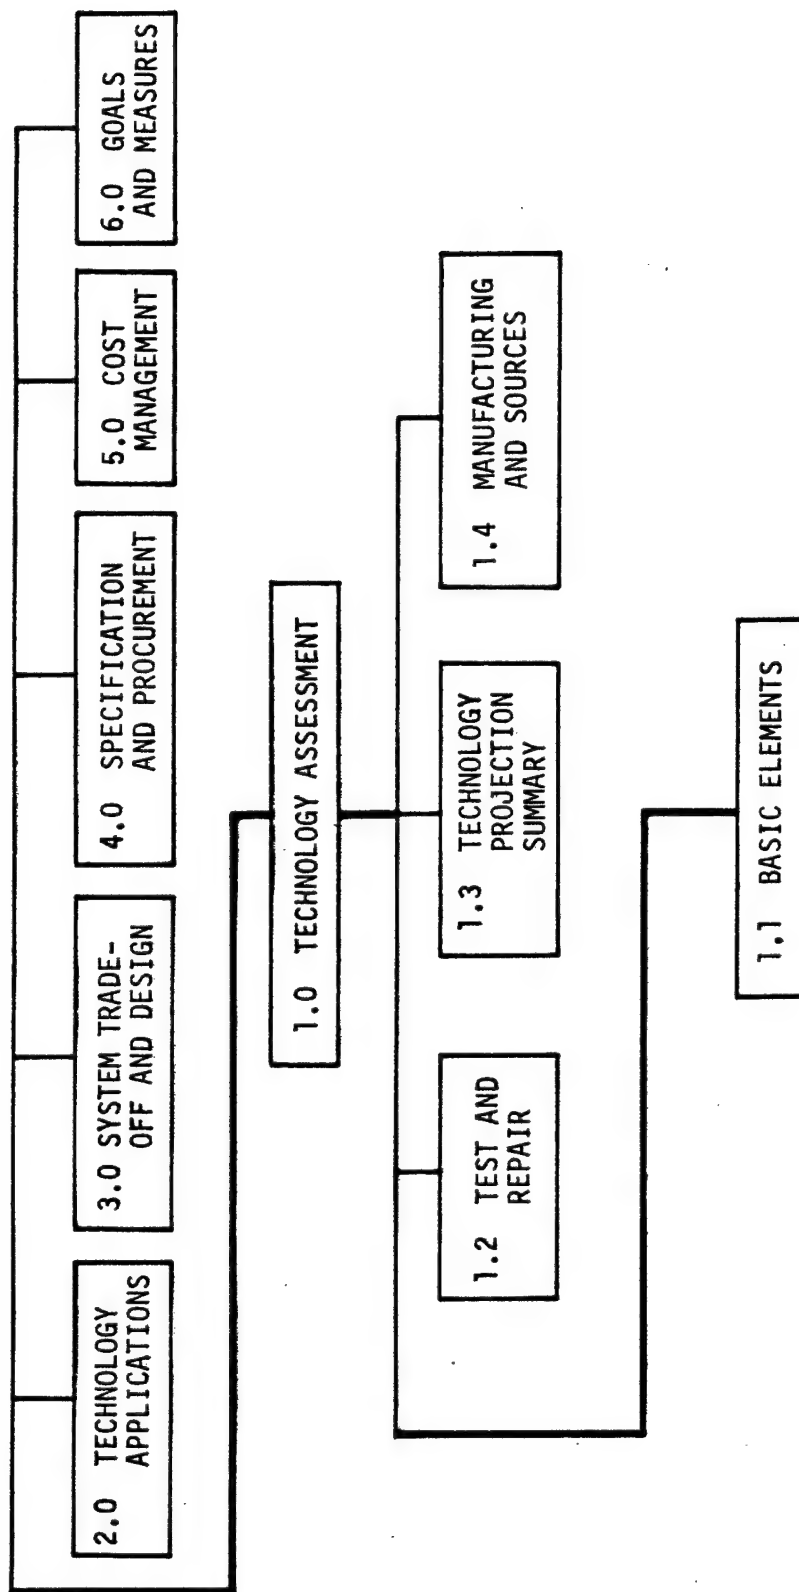 2.0 TECHNOLOGY
APPLICATIONS
3.0 SYSTEM TRADE-
OFF AND DESIGN
4.0 SPECIFICATION
AND PROCUREMENT
5.0 COST
MANAGEMENT
6.0 GOALS
AND MEASURES
1.0 TECHNOLOGY ASSESSMENT
1.2 TEST AND
REPAIR
1.3 TECHNOLOGY
PROJECTION
SUMMARY
1.4 MANUFACTURING
AND SOURCES
1.1 BASIC ELEMENTS